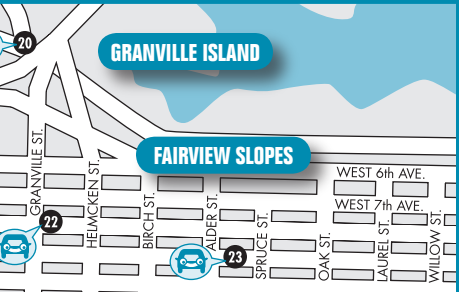 20
GRANVILLE ISLAND
FAIRVIEW SLOPES
WEST 6th AVE.
WEST 7th AVE.
GRANVILLE ST.
HELMCKEN ST.
BIRCH ST.
ALDER ST.
SPRUCE ST.
OAK ST.
LAUREL ST.
WILLOW ST.
22
23